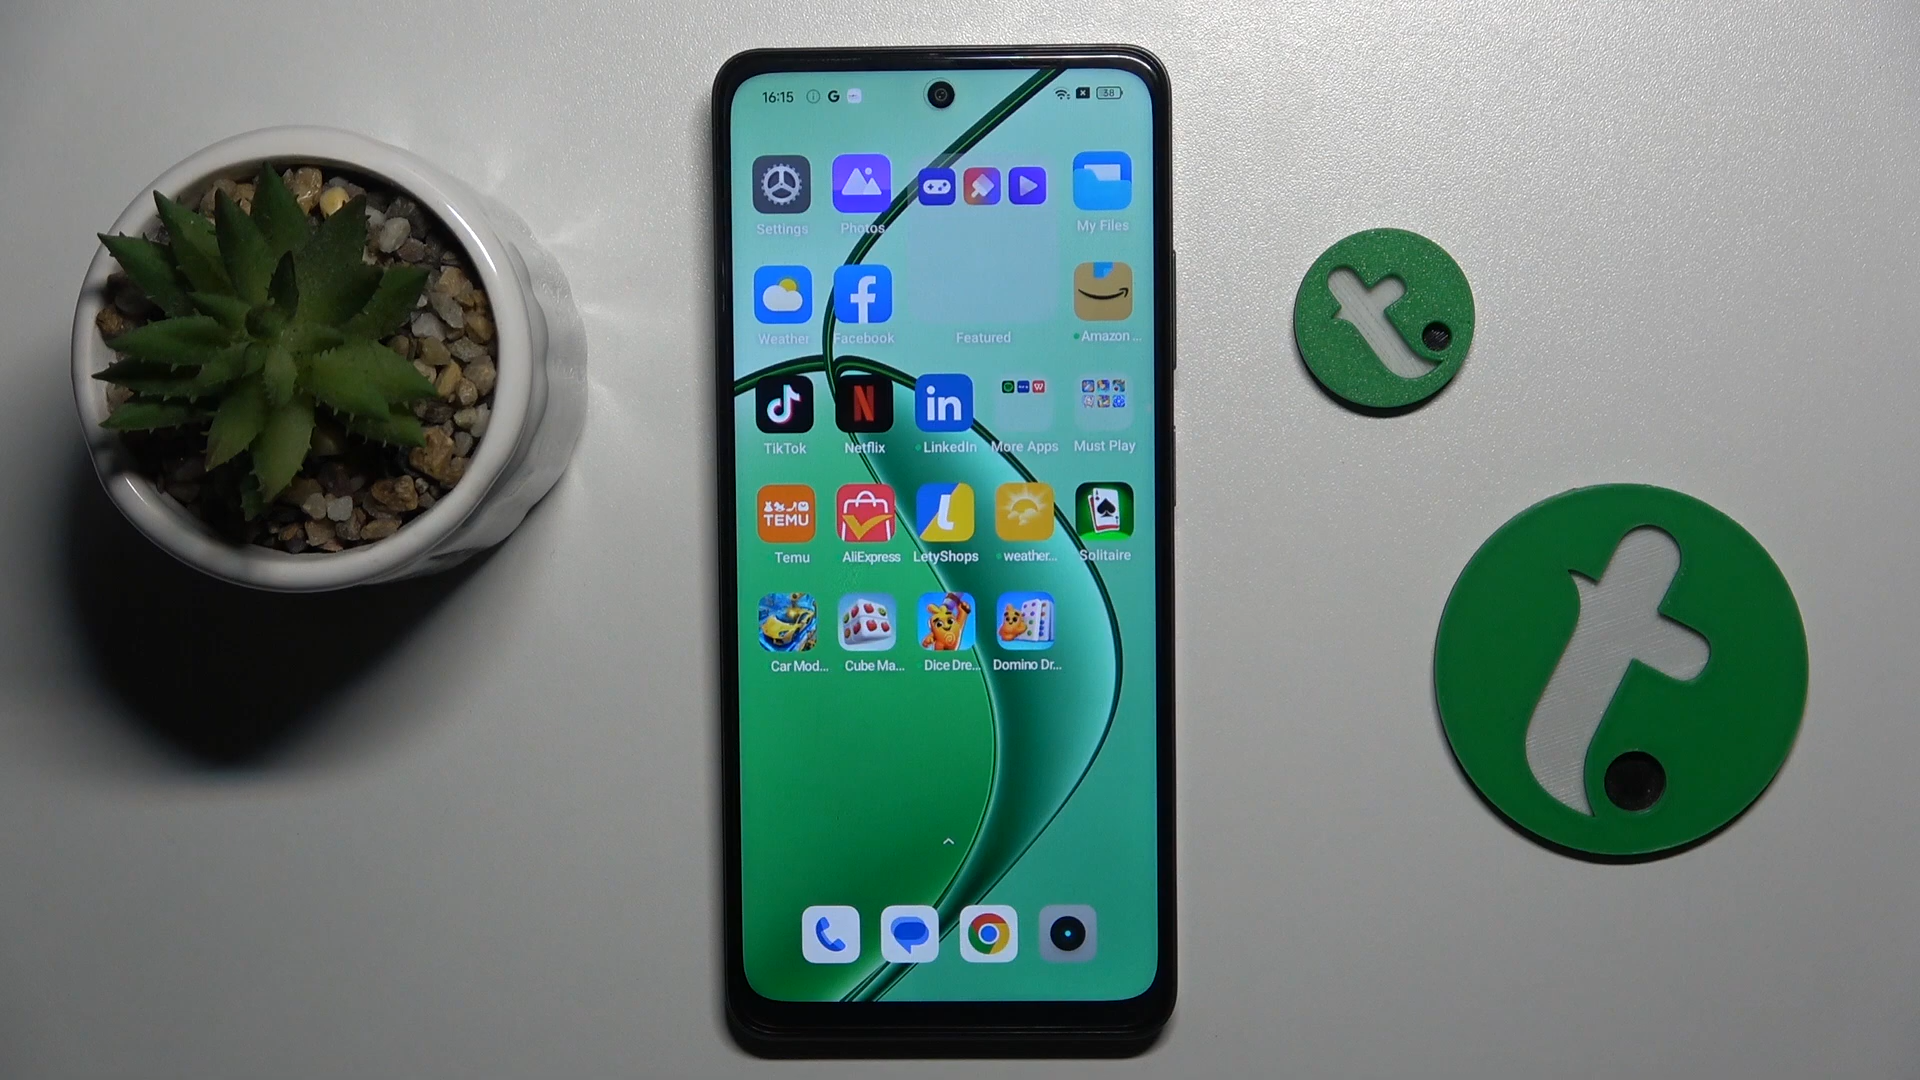 16:15 G 38
Settings Photos My Files
Weather Facebook Featured Amazon ...
TikTok Netflix LinkedIn More Apps Must Play
TEMU
Temu AliExpress LetyShops weather... Solitaire
Car Mod... Cube Ma... Dice Dre... Domino Dr...